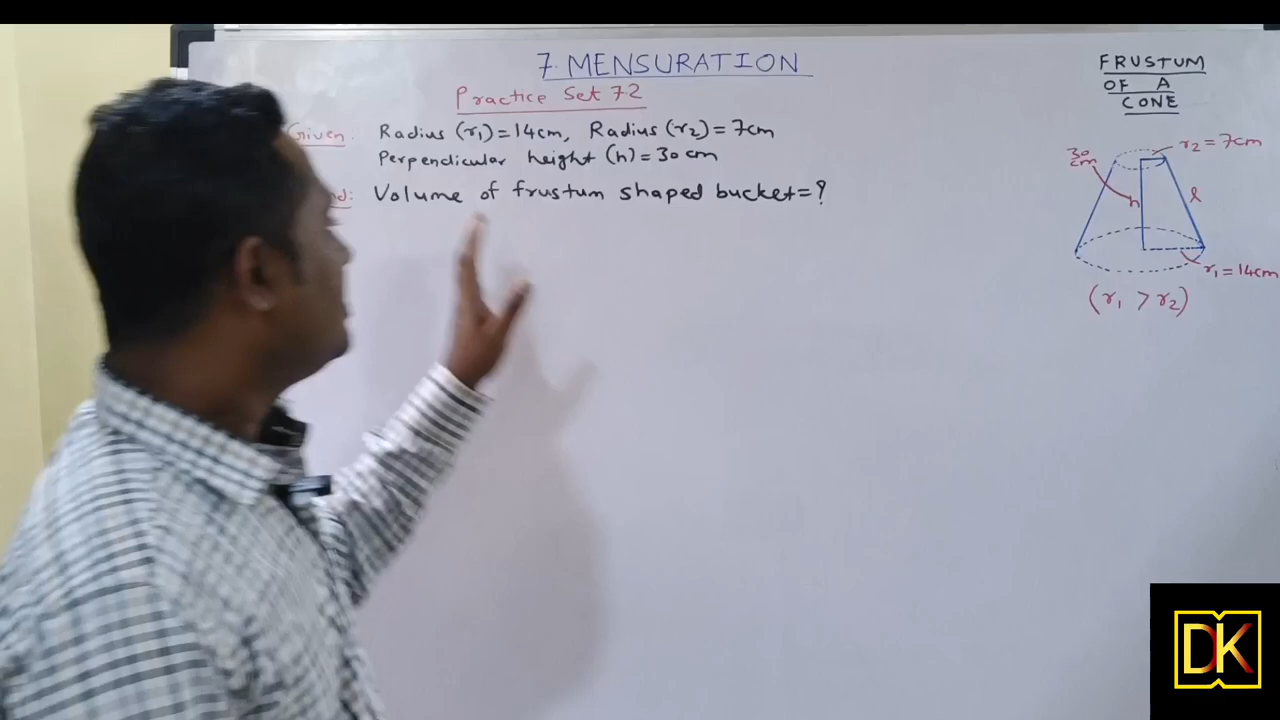 7. MENSURATION
Practice Set 7.2
Given: Radius (r₁) = 14cm, Radius (r₂) = 7cm
Perpendicular height (h) = 30 cm
Volume of frustum shaped bucket = ?
FRUSTUM
OF A
CONE
30
cm
r₂ = 7cm
h
l
r₁ = 14cm
(r₁ > r₂)
DK